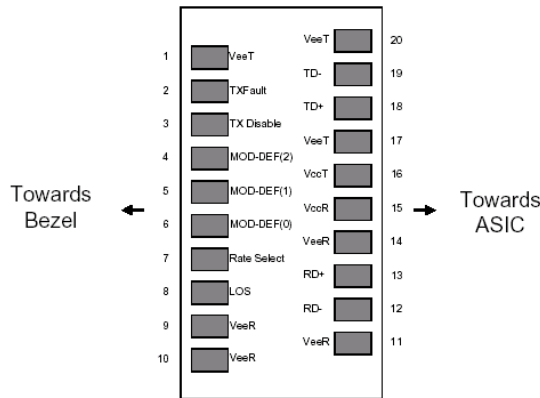 VeeT 20
1 VeeT
TD- 19
2 TXFault
TD+ 18
3 TX Disable
VeeT 17
4 MOD-DEF(2)
VccT 16
5 MOD-DEF(1)
Towards
Bezel
VccR 15
Towards
ASIC
6 MOD-DEF(0)
VeeR 14
7 Rate Select
RD+ 13
8 LOS
RD- 12
9 VeeR
VeeR 11
10 VeeR